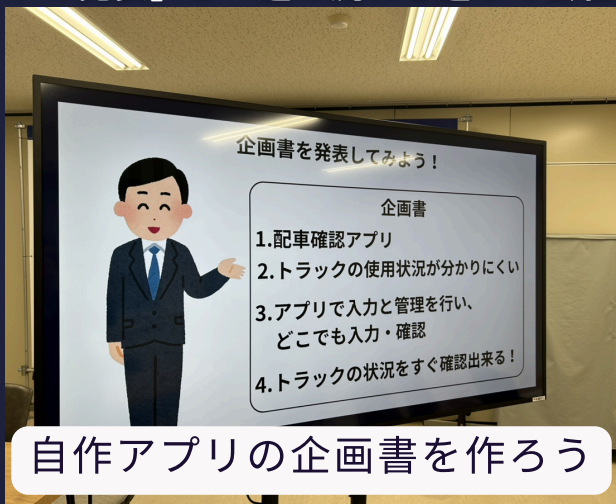 企画書を発表してみよう！
企画書
1.配車確認アプリ
2.トラックの使用状況が分かりにくい
3.アプリで入力と管理を行い、
どこでも入力・確認
4.トラックの状況をすぐ確認出来る！
自作アプリの企画書を作ろう